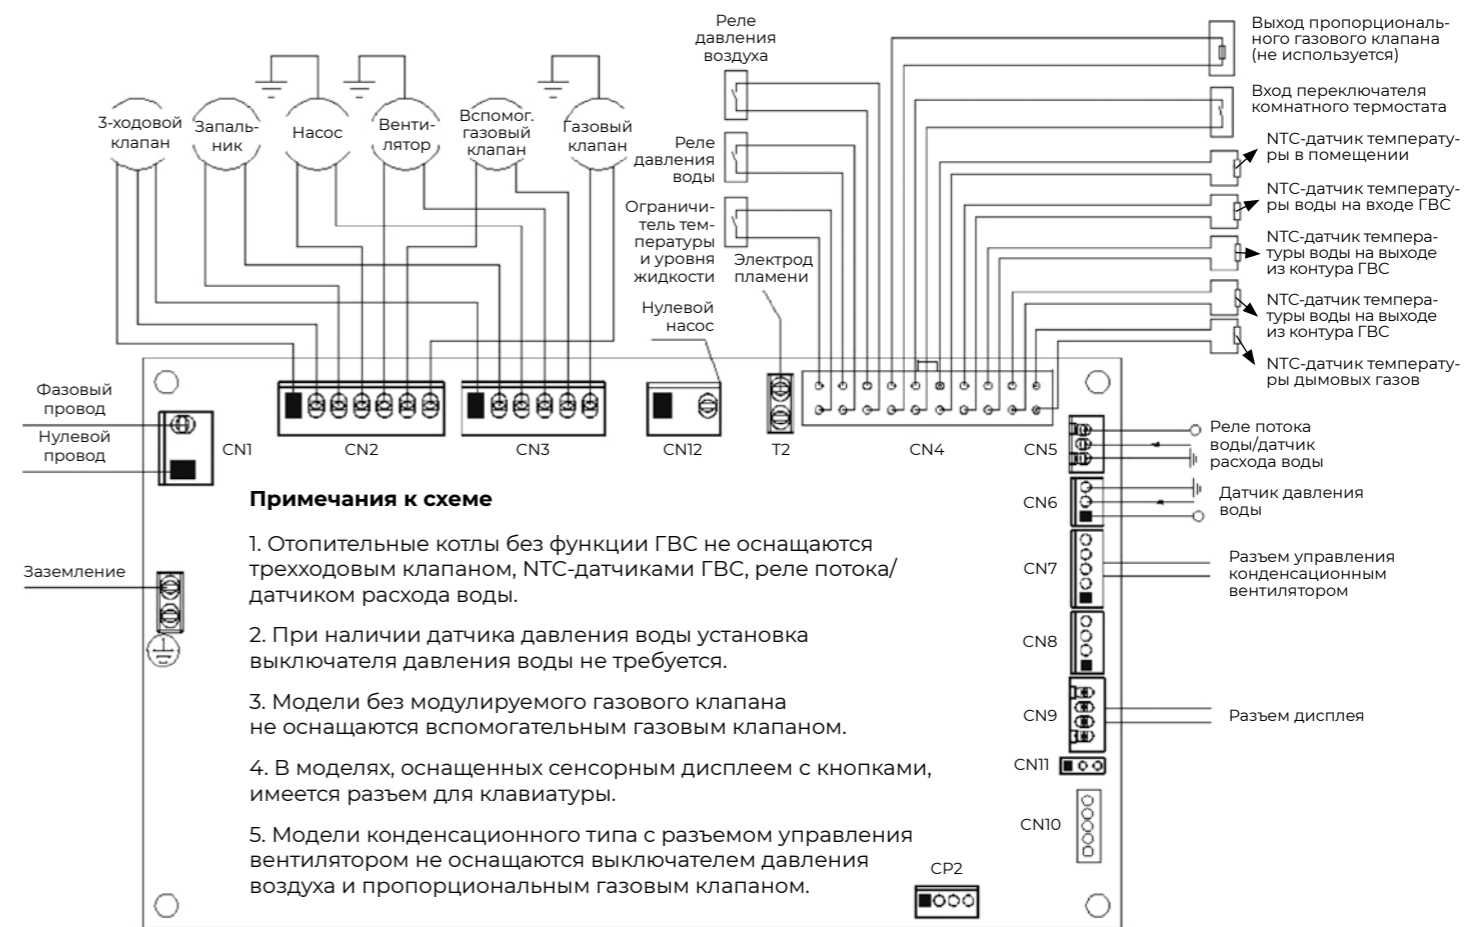 Реле
давления
воздуха
Выход пропорциональ-
ного газового клапана
(не используется)
Вход переключателя
комнатного термостата
3-ходовой
клапан
Запаль-
ник
Насос
Венти-
лятор
Вспомог.
газовый
клапан
Газовый
клапан
Реле
давления
воды
NTC-датчик температу-
ры в помещении
NTC-датчик температу-
ры воды на входе ГВС
Ограничи-
тель тем-
пературы
и уровня
жидкости
Электрод
пламени
NTC-датчик темпера-
туры воды на выходе
из контура ГВС
Нулевой
насос
NTC-датчик темпера-
туры воды на выходе
из контура ГВС
NTC-датчик температу-
ры дымовых газов
Фазовый
провод
Нулевой
провод
CN1
CN2
CN3
CN12
T2
CN4
CN5
Реле потока
воды/датчик
расхода воды
CN6
Датчик давления
воды
CN7
Разъем управления
конденсационным
вентилятором
CN8
CN9
Разъем дисплея
CN11
CN10
CP2
Заземление
Примечания к схеме
1. Отопительные котлы без функции ГВС не оснащаются
трехходовым клапаном, NTC-датчиками ГВС, реле потока/
датчиком расхода воды.
2. При наличии датчика давления воды установка
выключателя давления воды не требуется.
3. Модели без модулируемого газового клапана
не оснащаются вспомогательным газовым клапаном.
4. В моделях, оснащенных сенсорным дисплеем с кнопками,
имеется разъем для клавиатуры.
5. Модели конденсационного типа с разъемом управления
вентилятором не оснащаются выключателем давления
воздуха и пропорциональным газовым клапаном.